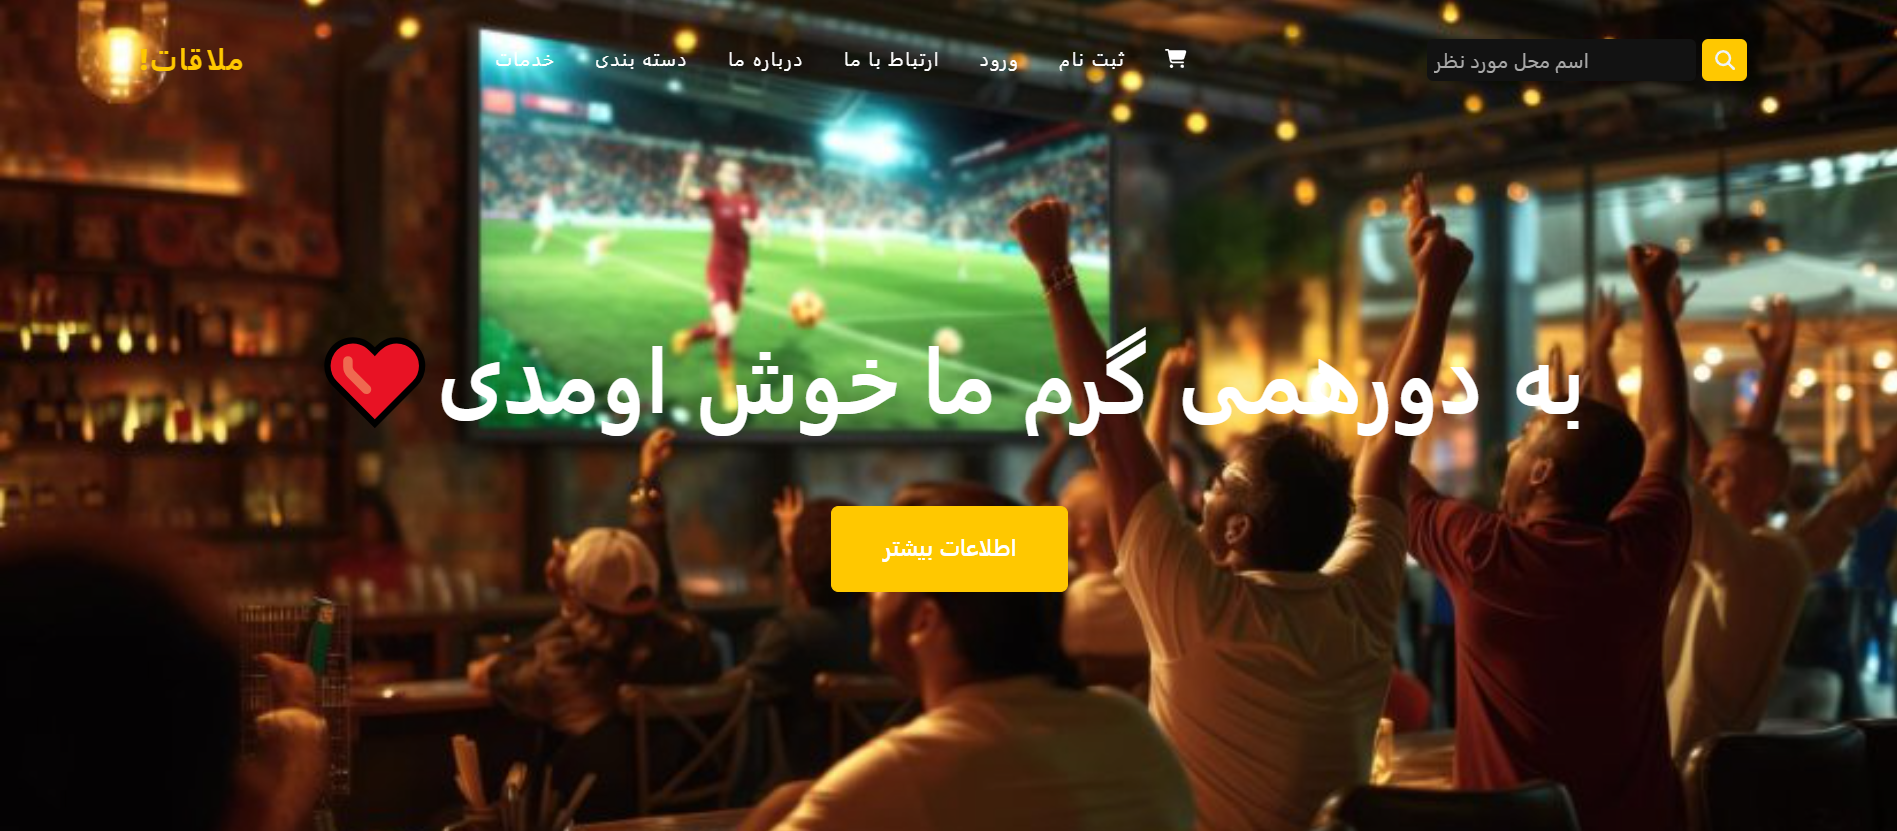 ملاقات!
خدمات
دسته بندی
درباره ما
ارتباط با ما
ورود
ثبت نام
اسم محل مورد نظر
به دورهمی گرم ما خوش اومدی
اطلاعات بیشتر